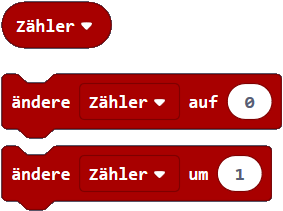 Zähler
ändere Zähler auf 0
ändere Zähler um 1